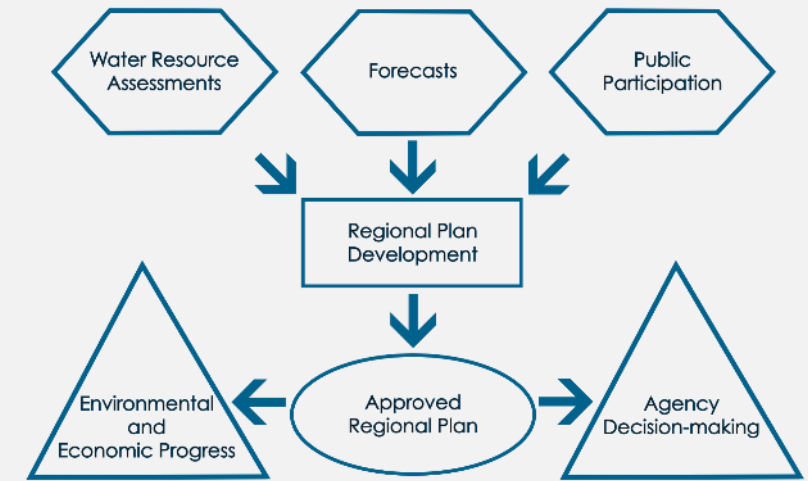 Water Resource
Assessments
Forecasts
Public
Participation
Regional Plan
Development
Environmental
and
Economic Progress
Approved
Regional Plan
Agency
Decision-making